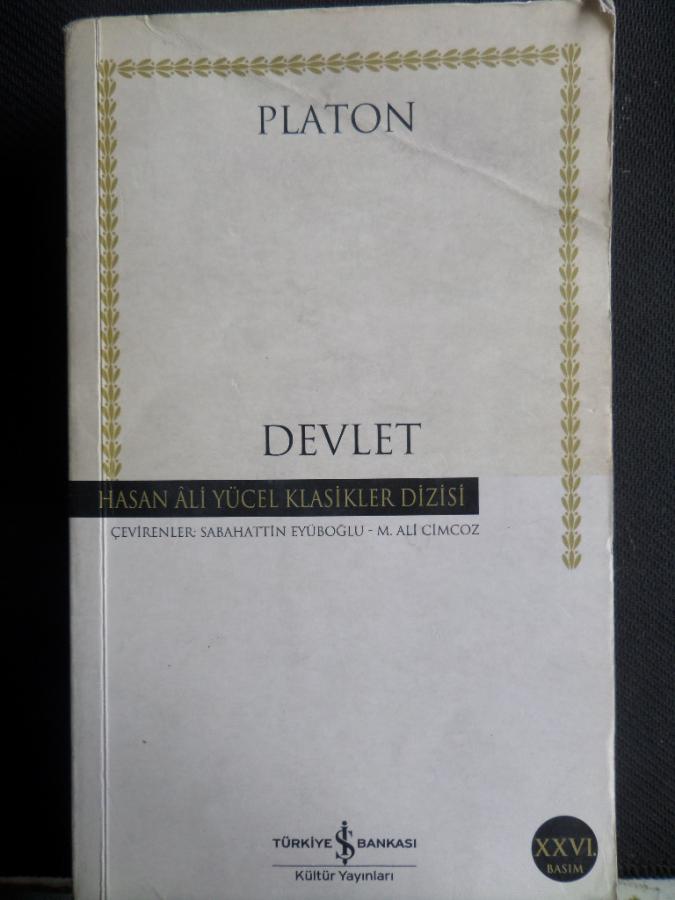 PLATON
DEVLET
HASAN ÂLİ YÜCEL KLASİKLER DİZİSİ
ÇEVİRENLER: SABAHATTİN EYÜBOĞLU - M. ALİ CİMCOZ
TÜRKİYE İŞ BANKASI
Kültür Yayınları
XXVI.
BASIM